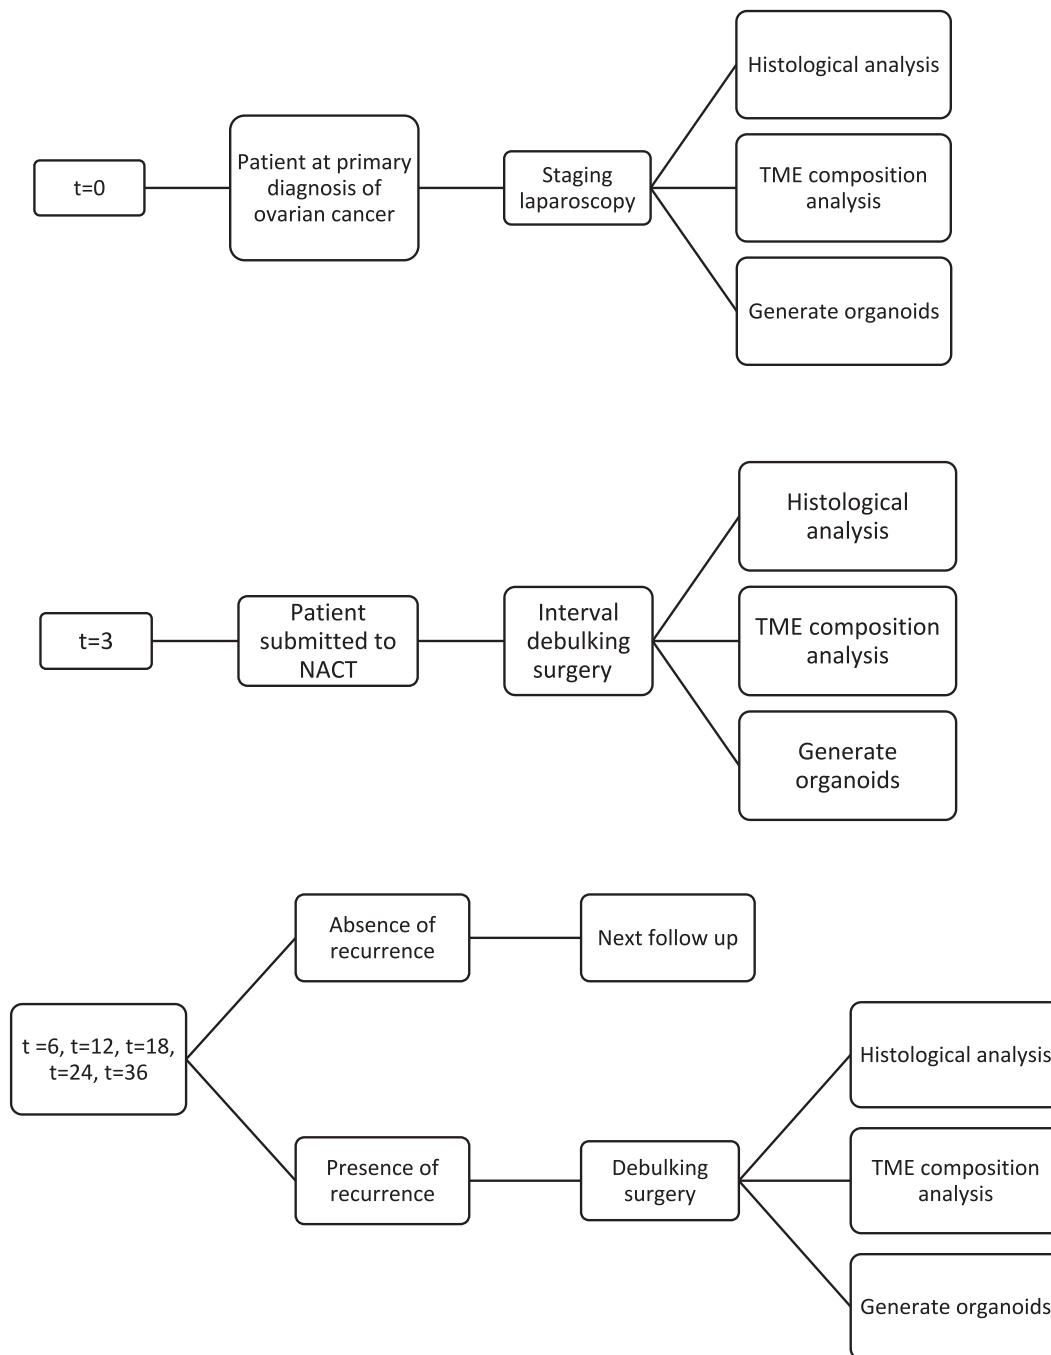 t=0
Patient at primary
diagnosis of
ovarian cancer
Staging
laparoscopy
Histological analysis
TME composition
analysis
Generate organoids
t=3
Patient
submitted to
NACT
Interval
debulking
surgery
Histological
analysis
TME composition
analysis
Generate
organoids
t =6, t=12, t=18,
t=24, t=36
Absence of
recurrence
Next follow up
Presence of
recurrence
Debulking
surgery
Histological analysis
TME composition
analysis
Generate organoids